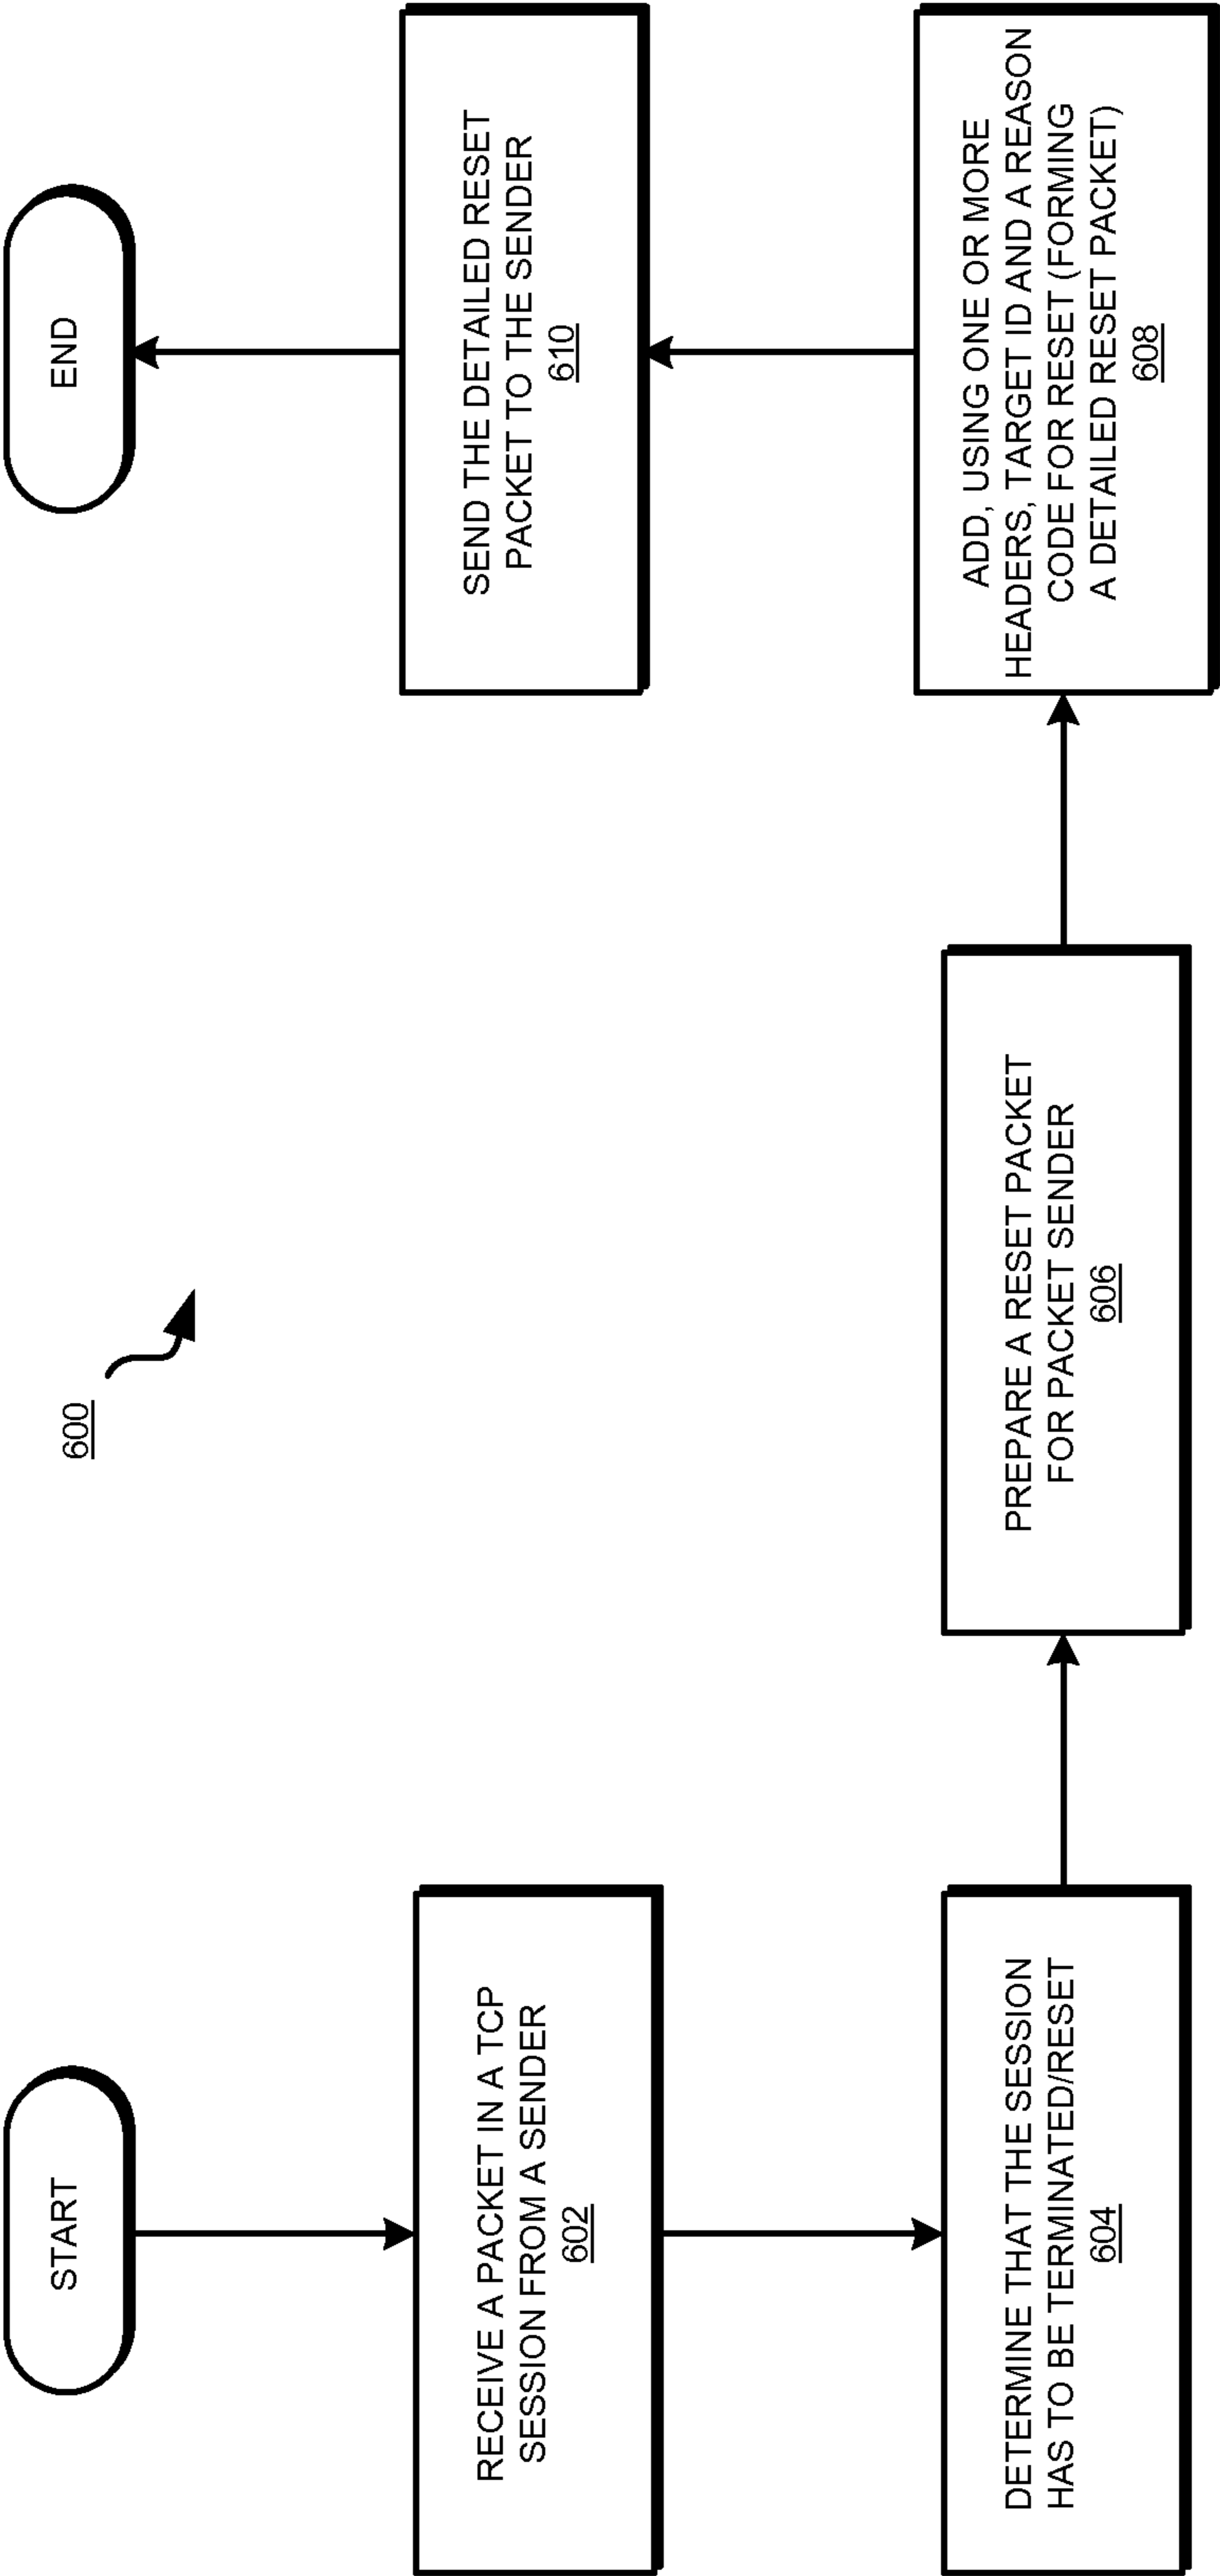 600
START
RECEIVE A PACKET IN A TCP
SESSION FROM A SENDER
602
DETERMINE THAT THE SESSION
HAS TO BE TERMINATED/RESET
604
PREPARE A RESET PACKET
FOR PACKET SENDER
606
ADD, USING ONE OR MORE
HEADERS, TARGET ID AND A REASON
CODE FOR RESET (FORMING
A DETAILED RESET PACKET)
608
SEND THE DETAILED RESET
PACKET TO THE SENDER
610
END